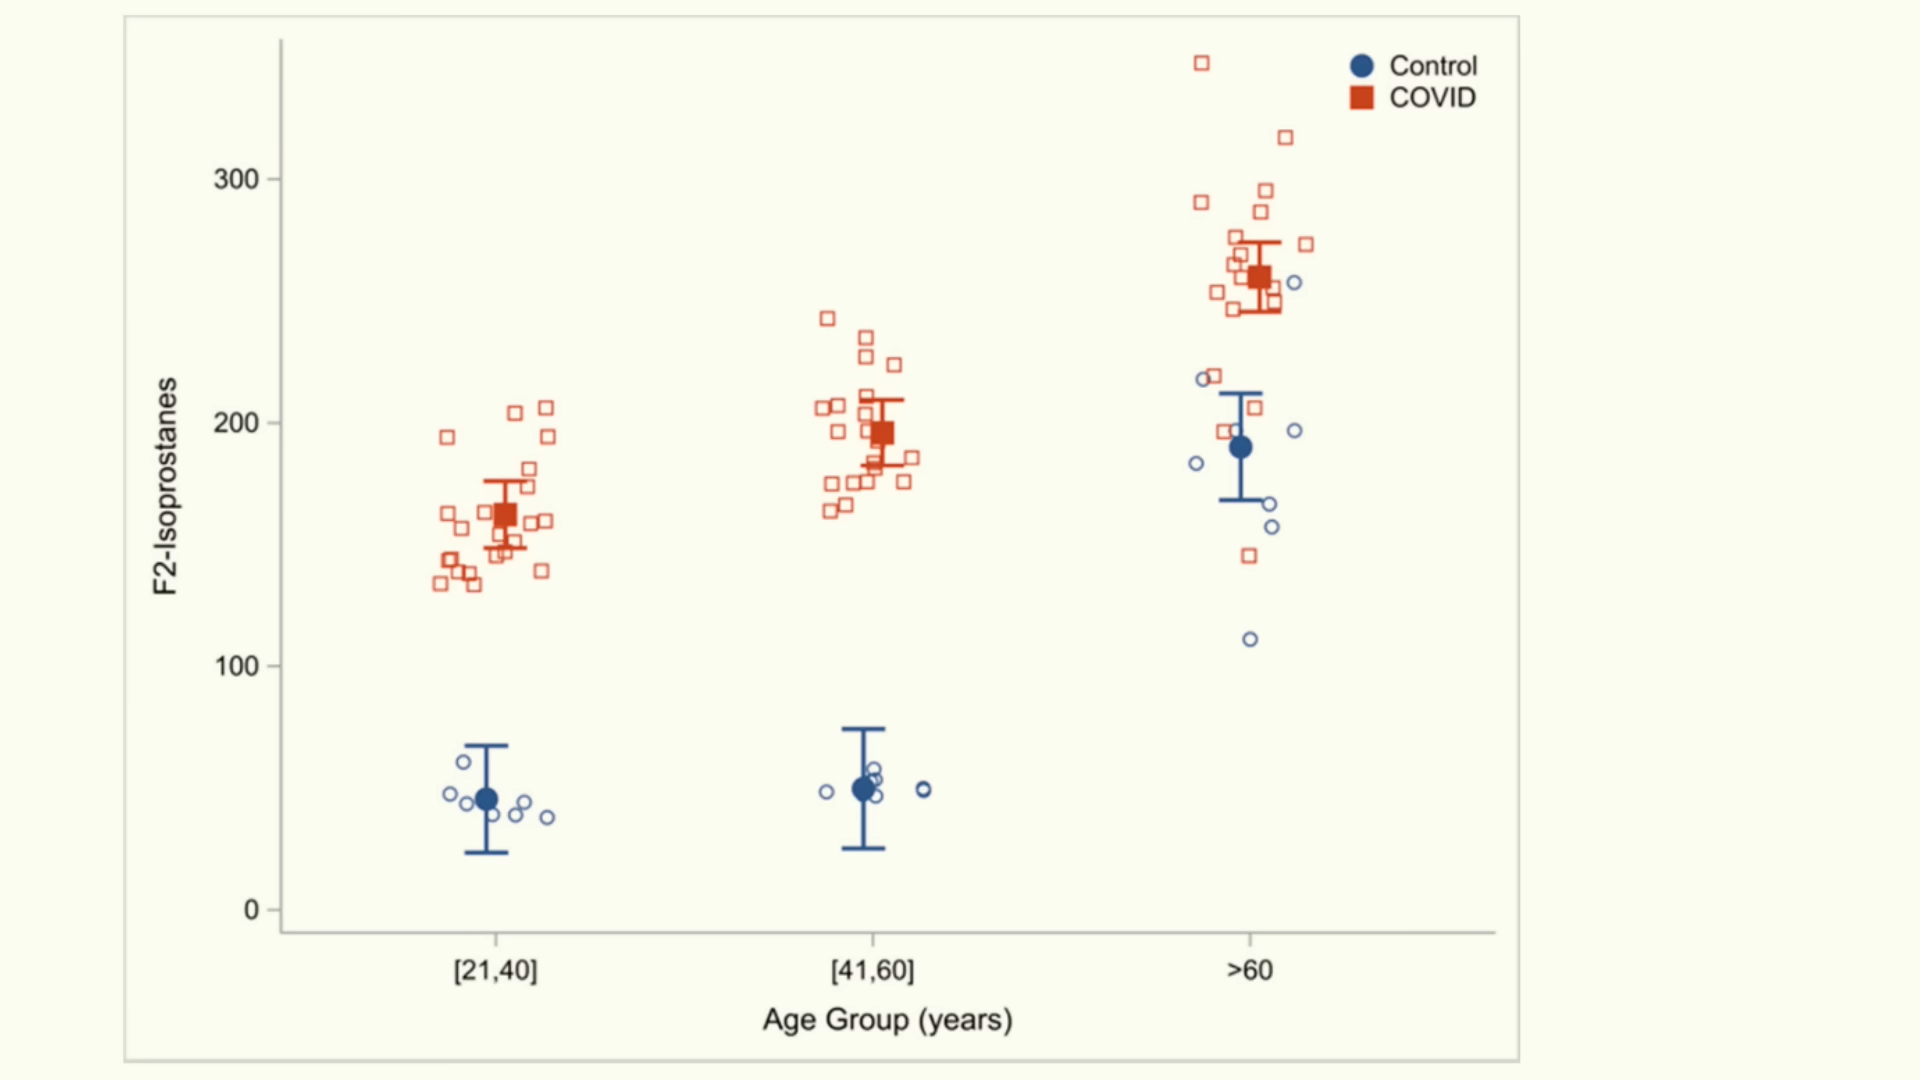 Control
COVID
300
200
100
0
F2-Isoprostanes
[21,40]
[41,60]
>60
Age Group (years)